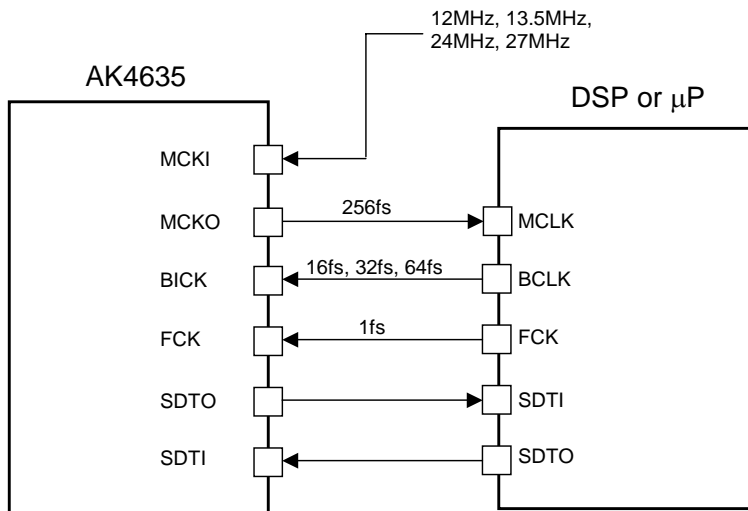 12MHz, 13.5MHz,
24MHz, 27MHz
AK4635
DSP or μP
MCKI
MCKO
256fs
MCLK
BICK
16fs, 32fs, 64fs
BCLK
FCK
1fs
FCK
SDTO
SDTI
SDTI
SDTO